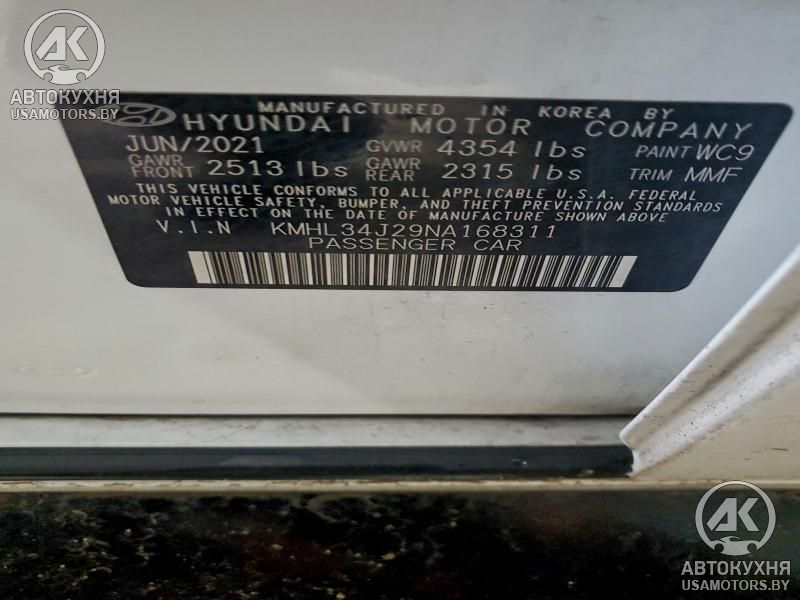 АК
АВТОКУХНЯ
USAMOTORS.BY
MANUFACTURED IN KOREA BY
HYUNDAI MOTOR COMPANY
JUN/2021 GVWR 4354 lbs PAINT WC9
GAWR FRONT 2513 lbs GAWR REAR 2315 lbs TRIM MMF
THIS VEHICLE CONFORMS TO ALL APPLICABLE U.S.A. FEDERAL
MOTOR VEHICLE SAFETY, BUMPER, AND THEFT PREVENTION STANDARDS
IN EFFECT ON THE DATE OF MANUFACTURE SHOWN ABOVE
V.I.N KMHL34J29NA168311
PASSENGER CAR
АК
АВТОКУХНЯ
USAMOTORS.BY